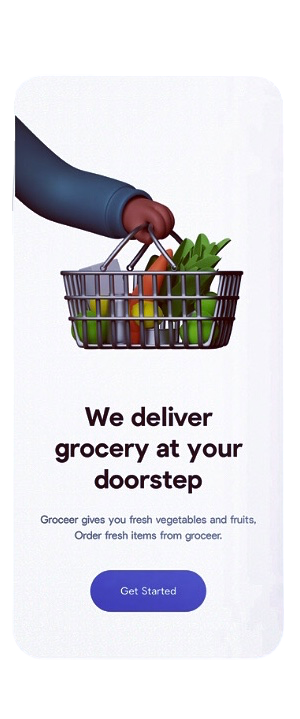 We deliver
grocery at your
doorstep
Groceer gives you fresh vegetables and fruits,
Order fresh items from groceer.
Get Started